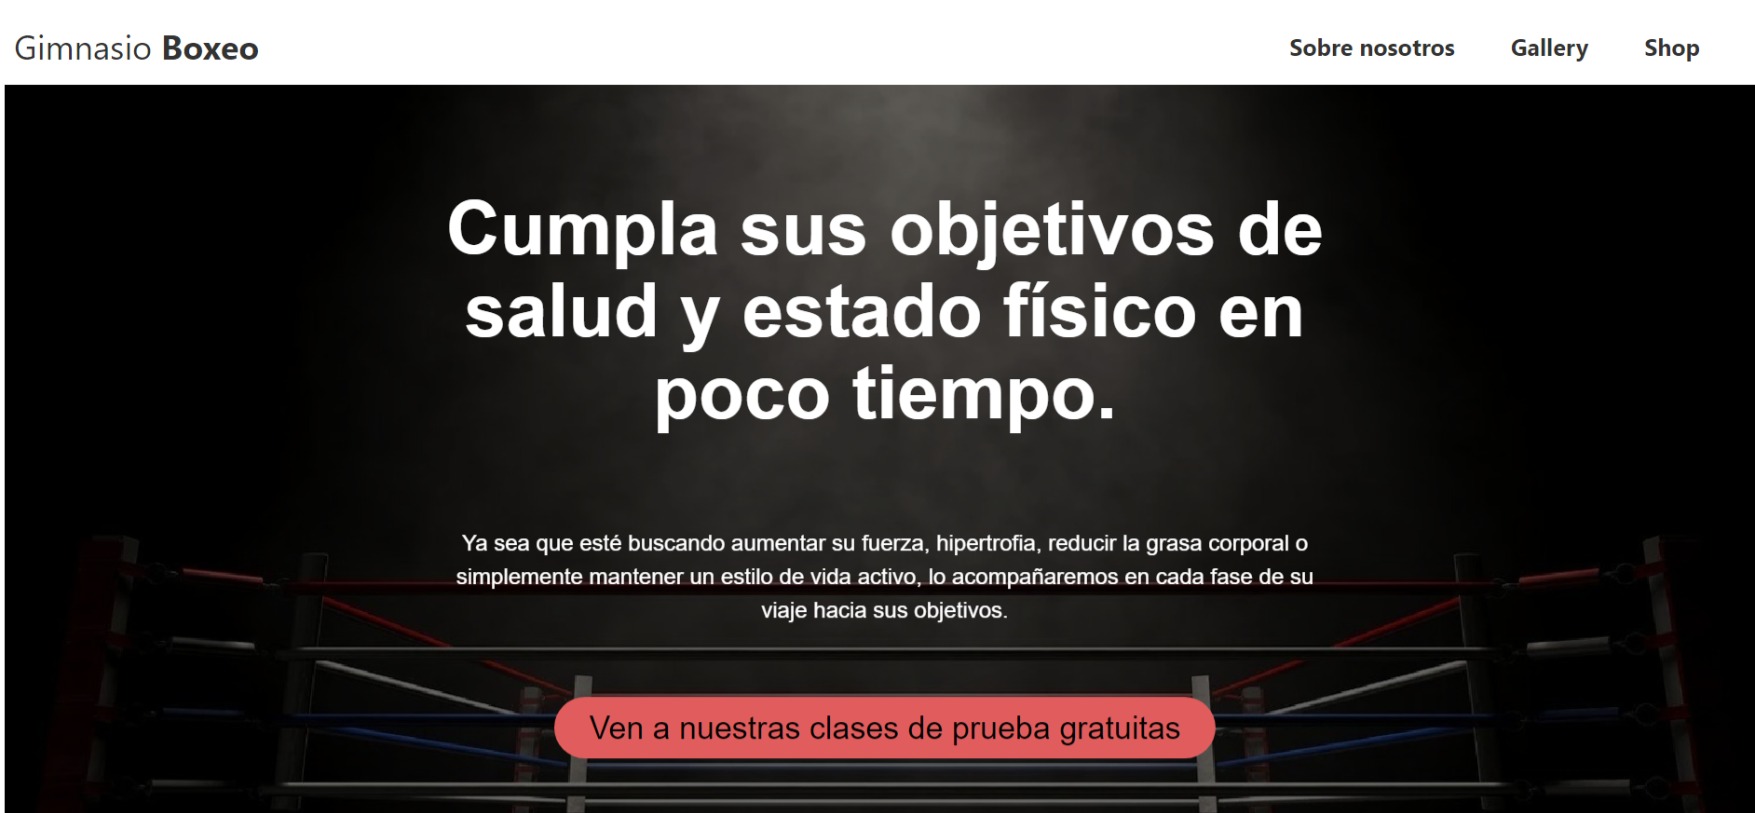 Gimnasio Boxeo
Sobre nosotros
Gallery
Shop
Cumpla sus objetivos de
salud y estado físico en
poco tiempo.
Ya sea que esté buscando aumentar su fuerza, hipertrofia, reducir la grasa corporal o
simplemente mantener un estilo de vida activo, lo acompañaremos en cada fase de su
viaje hacia sus objetivos.
Ven a nuestras clases de prueba gratuitas